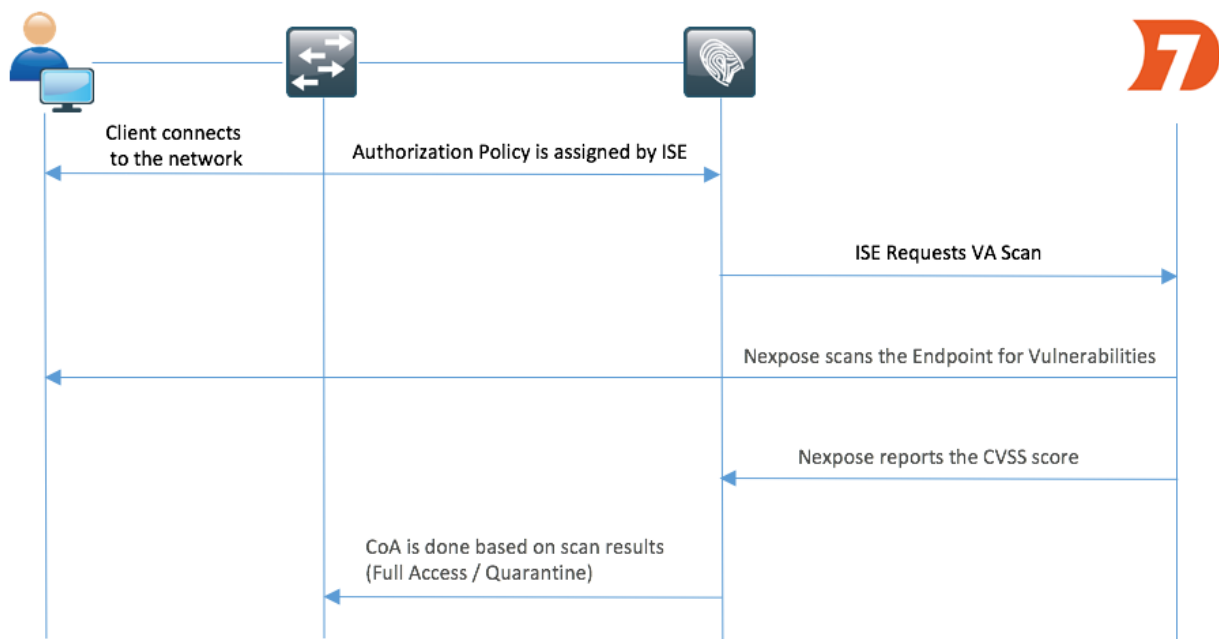 7
Client connects
to the network
Authorization Policy is assigned by ISE
ISE Requests VA Scan
Nexpose scans the Endpoint for Vulnerabilities
Nexpose reports the CVSS score
CoA is done based on scan results
(Full Access / Quarantine)